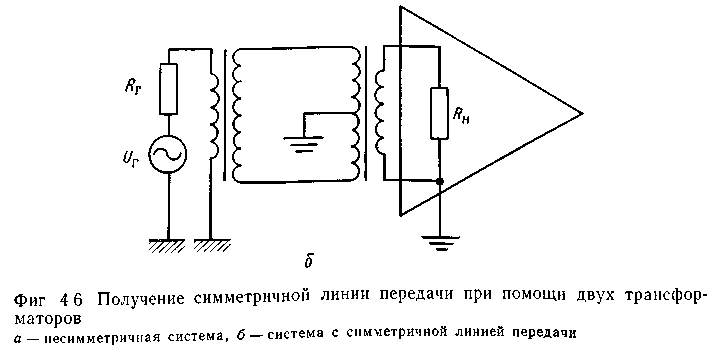 Rг
Uг
Rн
б
Фиг 4 6 Получение симметричной линии передачи при помощи двух трансфор-
маторов
а — несимметричная система, б — система с симметричной линией передачи